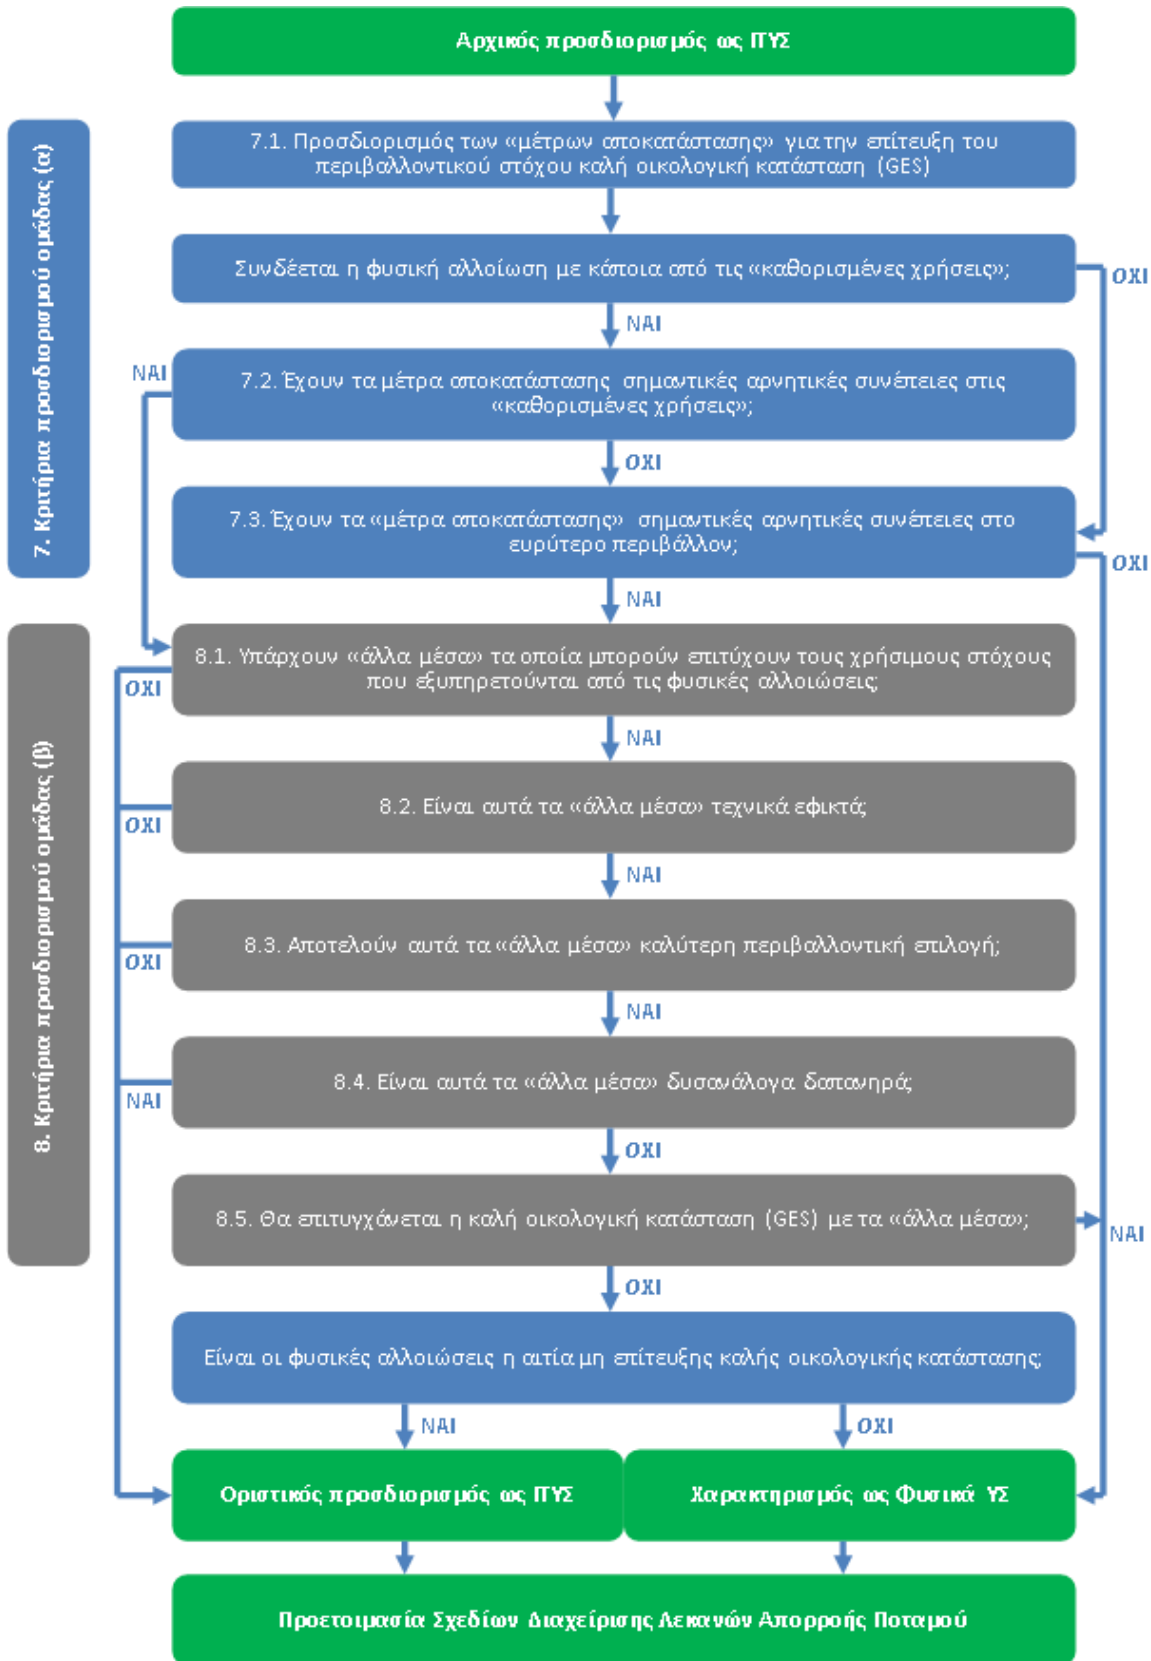 Αρχικός προσδιορισμός ως ΙΤΥΣ
7. Κριτήρια προσδιορισμού ομάδας (α)
7.1. Προσδιορισμός των «μέτρων αποκατάστασης» για την επίτευξη του
περιβαλλοντικού στόχου καλή οικολογική κατάσταση (GES)
Συνδέεται η φυσική αλλοίωση με κάποια από τις «καθορισμένες χρήσεις»;
ΟΧΙ
ΝΑΙ
ΝΑΙ
7.2. Έχουν τα μέτρα αποκατάστασης σημαντικές αρνητικές συνέπειες στις
«καθορισμένες χρήσεις»;
ΟΧΙ
7.3. Έχουν τα «μέτρα αποκατάστασης» σημαντικές αρνητικές συνέπειες στο
ευρύτερο περιβάλλον;
ΟΧΙ
ΝΑΙ
8. Κριτήρια προσδιορισμού ομάδας (β)
8.1. Υπάρχουν «άλλα μέσα» τα οποία μπορούν επιτύχουν τους χρήσιμους στόχους
που εξυπηρετούνται από τις φυσικές αλλοιώσεις;
ΟΧΙ
ΝΑΙ
8.2. Είναι αυτά τα «άλλα μέσα» τεχνικά εφικτά;
ΟΧΙ
ΝΑΙ
8.3. Αποτελούν αυτά τα «άλλα μέσα» καλύτερη περιβαλλοντική επιλογή;
ΟΧΙ
ΝΑΙ
8.4. Είναι αυτά τα «άλλα μέσα» δυσανάλογα δαπανηρά;
ΝΑΙ
ΟΧΙ
8.5. Θα επιτυγχάνεται η καλή οικολογική κατάσταση (GES) με τα «άλλα μέσα»;
ΝΑΙ
ΟΧΙ
Είναι οι φυσικές αλλοιώσεις η αιτία μη επίτευξης καλής οικολογικής κατάστασης;
ΝΑΙ
ΟΧΙ
Οριστικός προσδιορισμός ως ΙΤΥΣ
Χαρακτηρισμός ως Φυσικά ΥΣ
Προετοιμασία Σχεδίων Διαχείρισης Λεκανών Απορροής Ποταμού